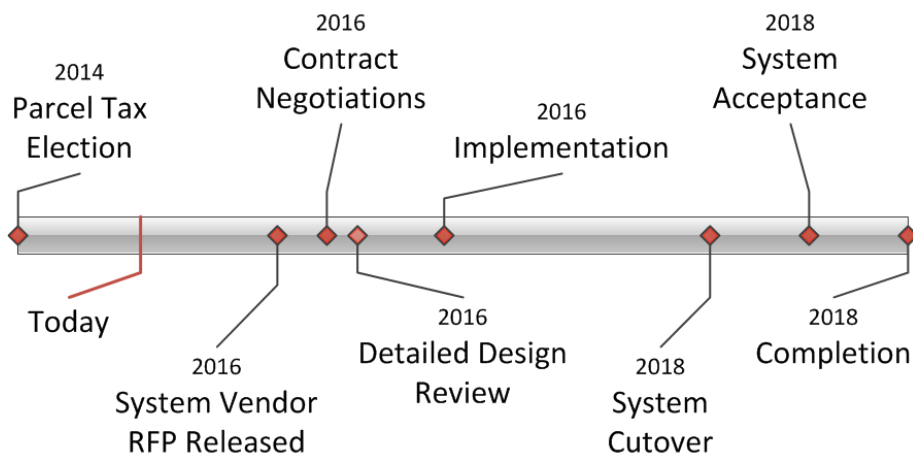 2014
Parcel Tax
Election
2016
Contract
Negotiations
2016
Implementation
2018
System
Acceptance
Today
2016
System Vendor
RFP Released
2016
Detailed Design
Review
2018
System
Cutover
2018
Completion